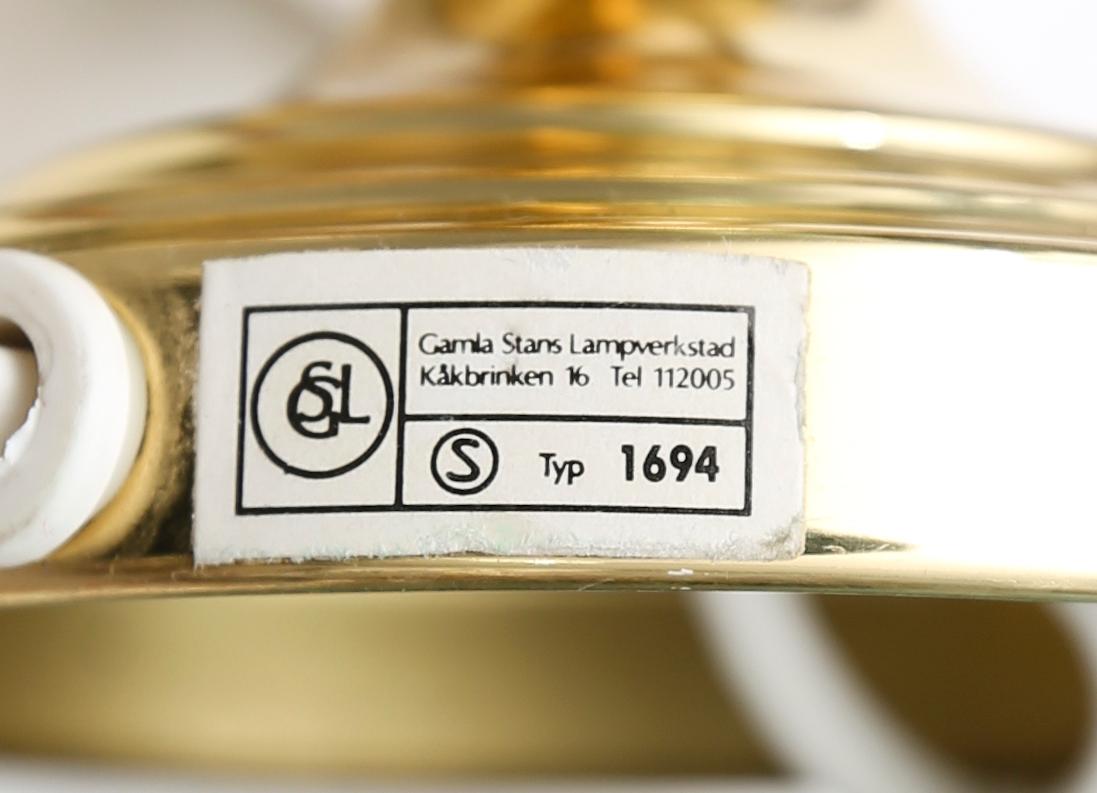 GSL
Gamla Stans Lampverkstad
Kåkbrinken 16 Tel 112005
S Typ 1694